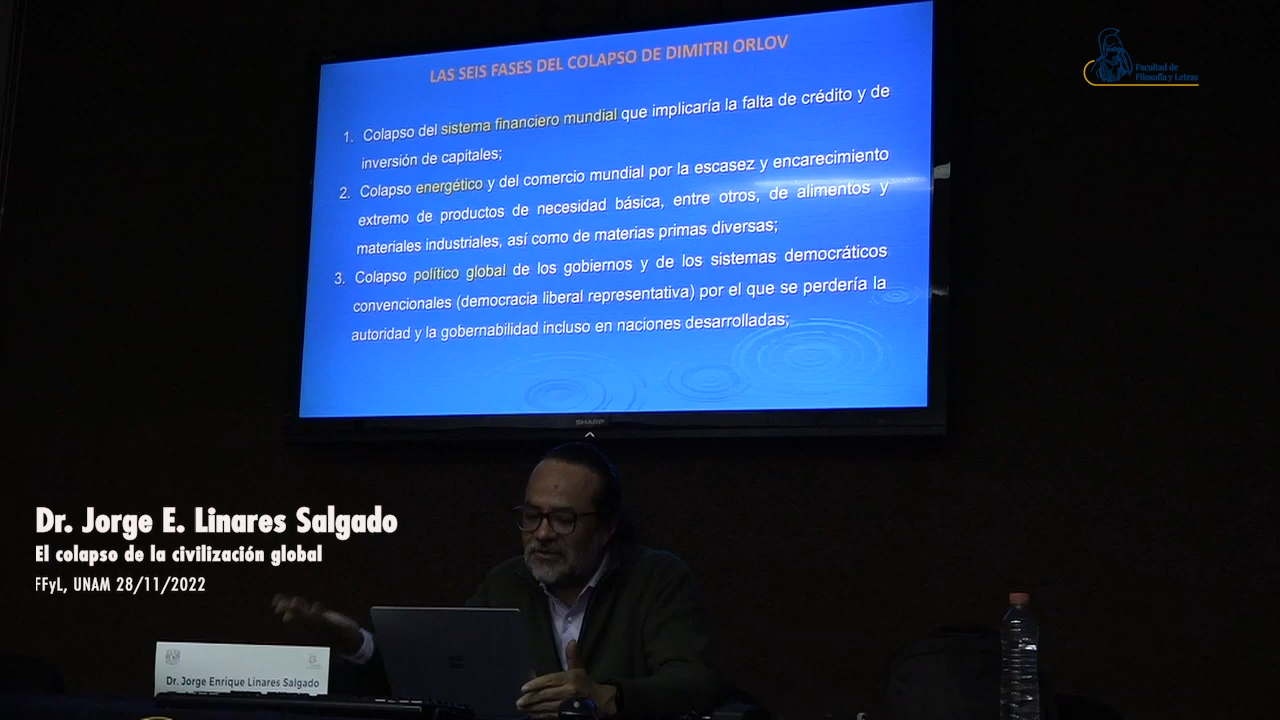 LAS SEIS FASES DEL COLAPSO DE DIMITRI ORLOV
1. Colapso del sistema financiero mundial que implicaría la falta de crédito y de
inversión de capitales;
2. Colapso energético y del comercio mundial por la escasez y encarecimiento
extremo de productos de necesidad básica, entre otros, de alimentos y
materiales industriales, así como de materias primas diversas;
3. Colapso político global de los gobiernos y de los sistemas democráticos
convencionales (democracia liberal representativa) por el que se perdería la
autoridad y la gobernabilidad incluso en naciones desarrolladas;
Facultad de
Filosofía y Letras
SHARP
Dr. Jorge E. Linares Salgado
El colapso de la civilización global
FFyL, UNAM 28/11/2022
Dr. Jorge Enrique Linares Salgado